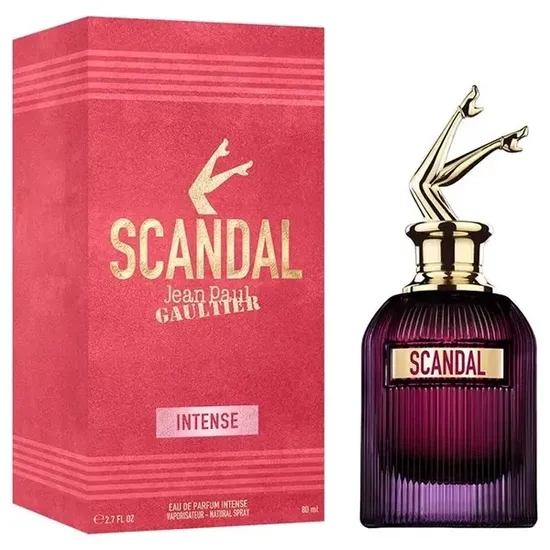 SCANDAL
Jean Paul
GAULTIER
INTENSE
EAU DE PARFUM INTENSE
VAPORISATEUR - NATURAL SPRAY
℮ 2.7 FL OZ
80 ml
SCANDAL